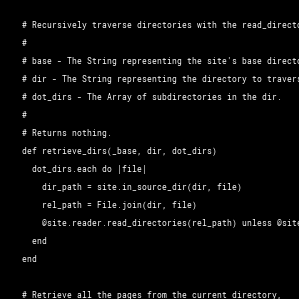 # Recursively traverse directories with the read_directo
#
# base - The String representing the site's base directo
# dir - The String representing the directory to travers
# dot_dirs - The Array of subdirectories in the dir.
#
# Returns nothing.
def retrieve_dirs(_base, dir, dot_dirs)
dot_dirs.each do |file|
dir_path = site.in_source_dir(dir, file)
rel_path = File.join(dir, file)
@site.reader.read_directories(rel_path) unless @site
end
end
# Retrieve all the pages from the current directory,